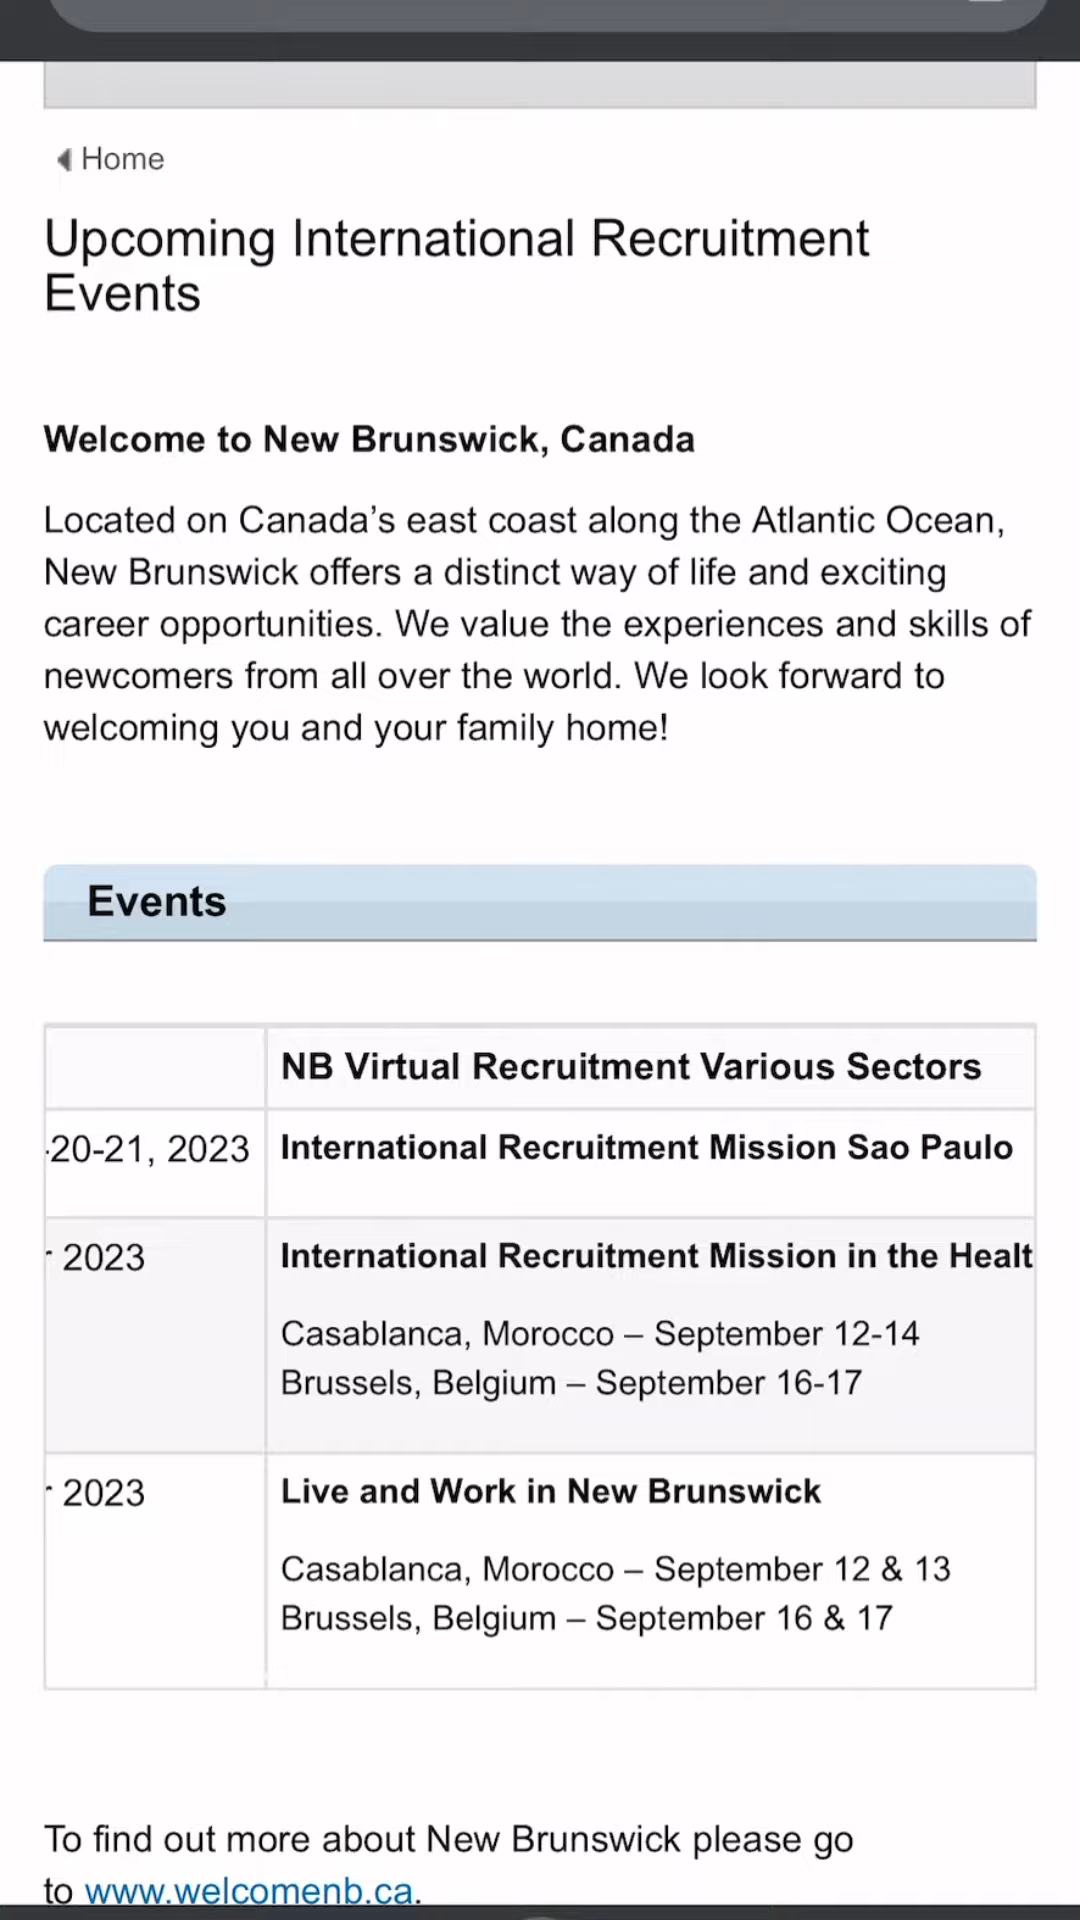 Home
Upcoming International Recruitment
Events
Welcome to New Brunswick, Canada
Located on Canada’s east coast along the Atlantic Ocean,
New Brunswick offers a distinct way of life and exciting
career opportunities. We value the experiences and skills of
newcomers from all over the world. We look forward to
welcoming you and your family home!
Events
NB Virtual Recruitment Various Sectors
20-21, 2023 International Recruitment Mission Sao Paulo
2023 International Recruitment Mission in the Healt
Casablanca, Morocco – September 12-14
Brussels, Belgium – September 16-17
2023 Live and Work in New Brunswick
Casablanca, Morocco – September 12 & 13
Brussels, Belgium – September 16 & 17
To find out more about New Brunswick please go
to www.welcomenb.ca.